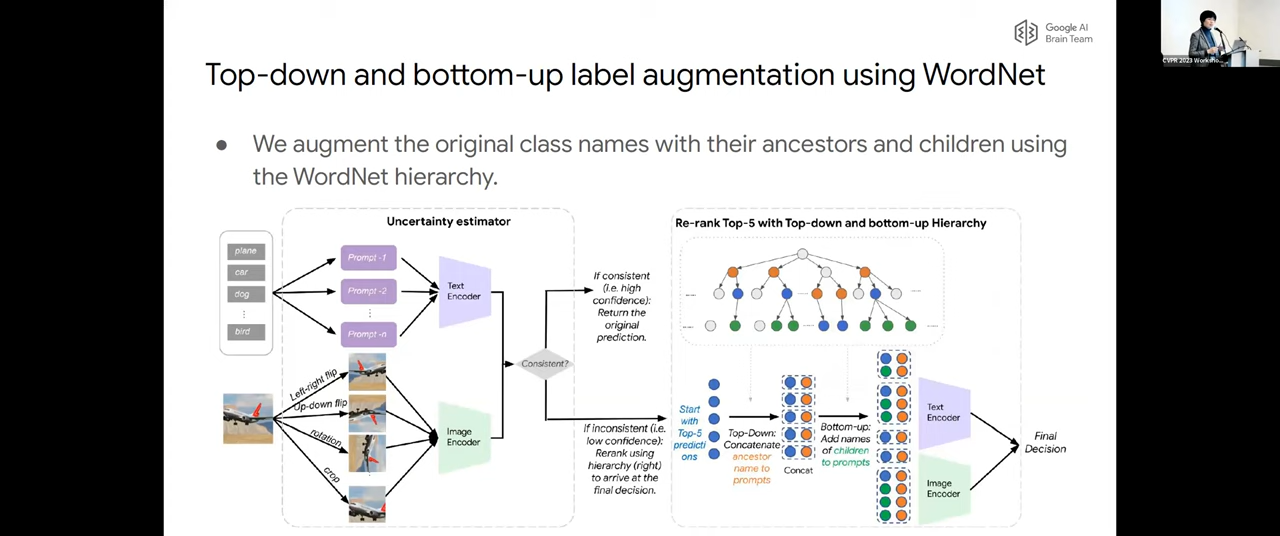 Google AI
Brain Team
CVPR 2023 Worksho...
Top-down and bottom-up label augmentation using WordNet
We augment the original class names with their ancestors and children using
the WordNet hierarchy.
Uncertainty estimator
plane
car
dog
bird
Prompt -1
Prompt -2
Prompt -n
Text
Encoder
Left-right flip
Up-down flip
rotation
crop
Image
Encoder
Consistent?
If consistent
(i.e. high
confidence):
Return the
original
prediction.
If inconsistent (i.e.
low confidence):
Rerank using
hierarchy (right)
to arrive at the
final decision.
Re-rank Top-5 with Top-down and bottom-up Hierarchy
Start
with
Top-5
predicti
ons
Top-Down:
Concatenate
ancestor
name to
prompts
Concat
Bottom-up:
Add names
of children
to prompts
Text
Encoder
Image
Encoder
Final
Decision